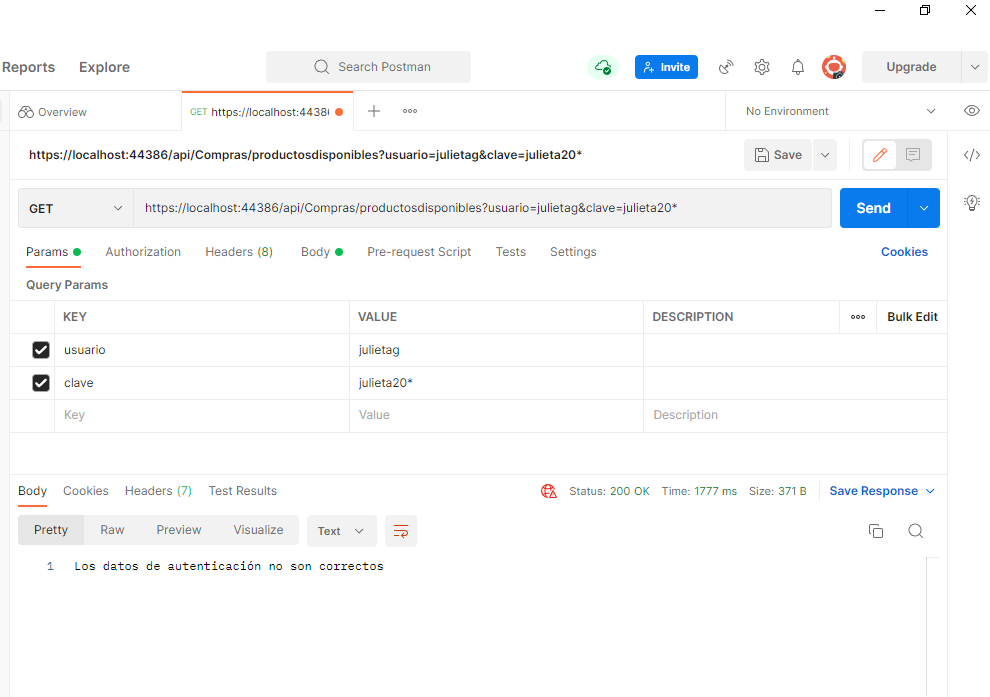 Reports Explore Search Postman Invite Upgrade
Overview GET https://localhost:4438 No Environment
https://localhost:44386/api/Compras/productosdisponibles?usuario=julietag&clave=julieta20* Save
GET https://localhost:44386/api/Compras/productosdisponibles?usuario=julietag&clave=julieta20* Send
Params Authorization Headers (8) Body Pre-request Script Tests Settings Cookies
Query Params
KEY VALUE DESCRIPTION Bulk Edit
usuario julietag
clave julieta20*
Key Value Description
Body Cookies Headers (7) Test Results Status: 200 OK Time: 1777 ms Size: 371 B Save Response
Pretty Raw Preview Visualize Text
1 Los datos de autenticación no son correctos